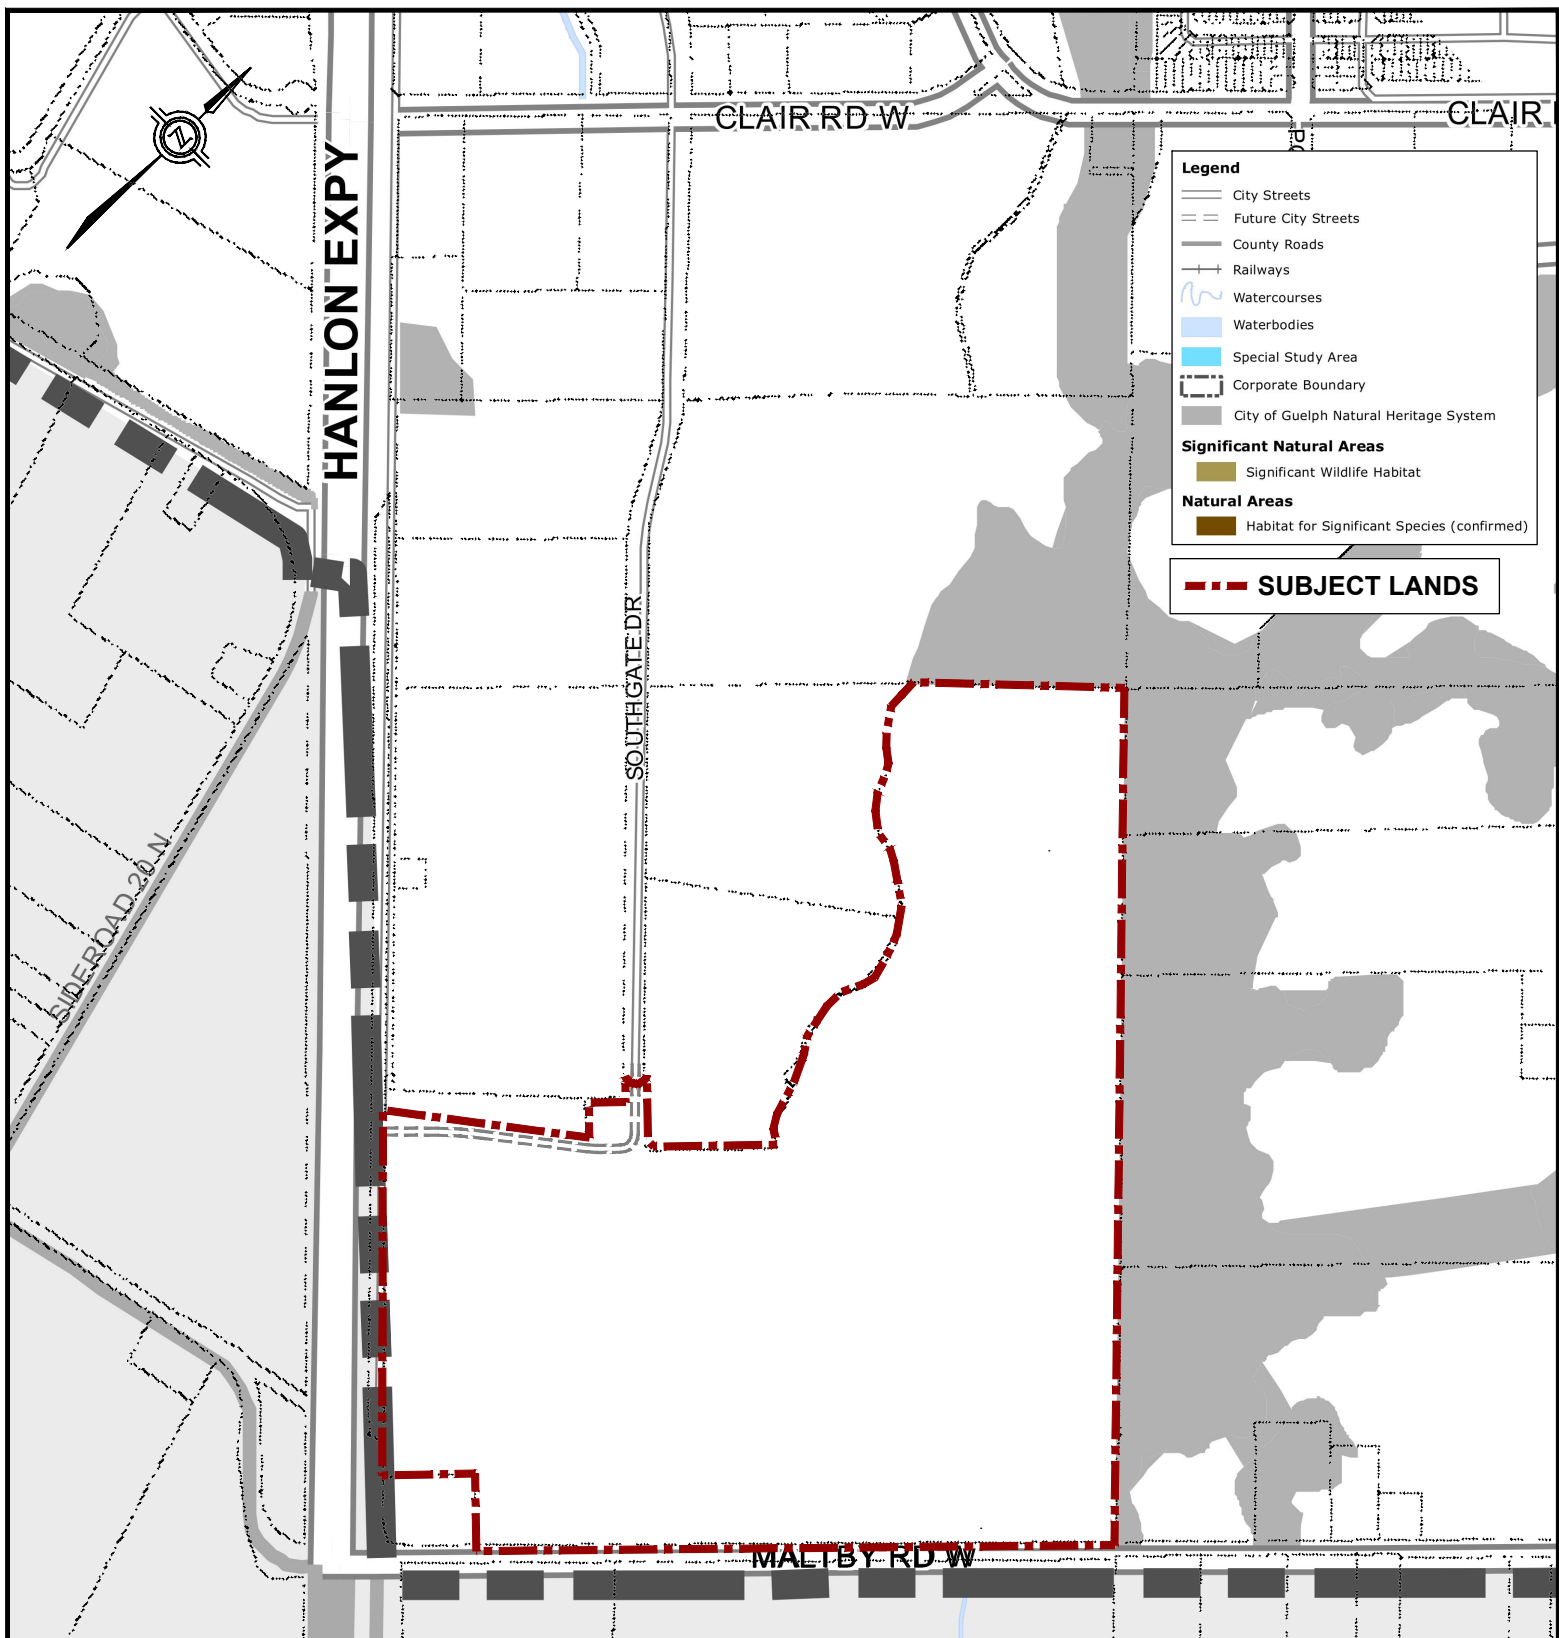 CLAIR RD W
CLAIR
HANLON EXPY
Z
Legend
City Streets
Future City Streets
County Roads
Railways
Watercourses
Waterbodies
Special Study Area
Corporate Boundary
City of Guelph Natural Heritage System
Significant Natural Areas
Significant Wildlife Habitat
Natural Areas
Habitat for Significant Species (confirmed)
SUBJECT LANDS
SOUTHGATE DR
SIDEROAD 20 N
MALTBY RD W